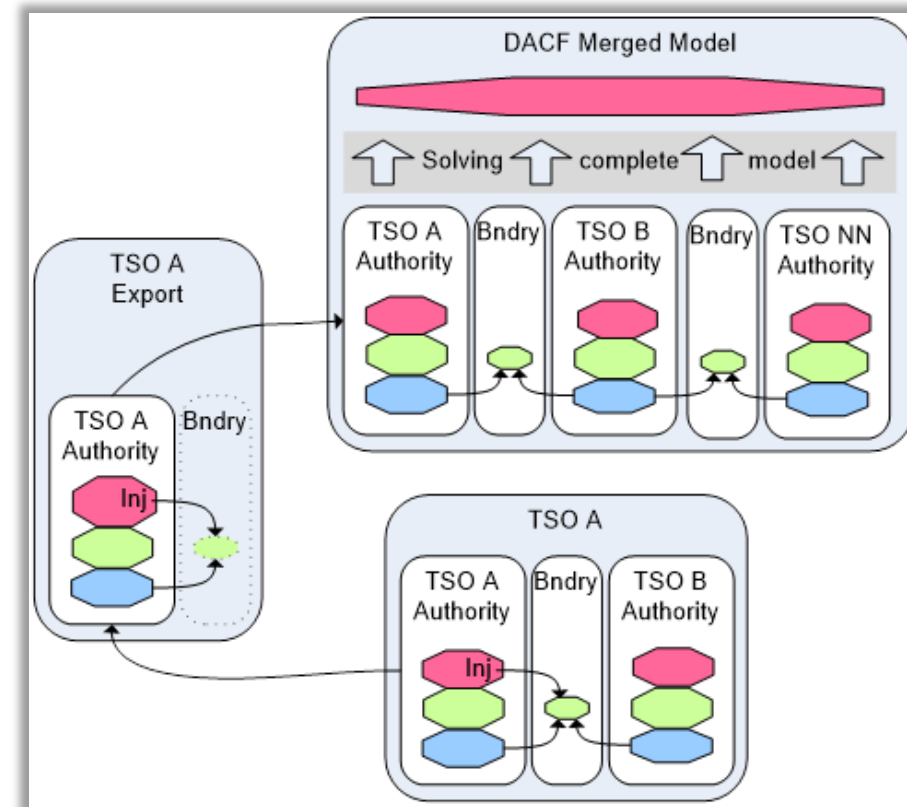 DACF Merged Model
Solving complete model
TSO A
Authority
Bndry
TSO B
Authority
Bndry
TSO NN
Authority
TSO A
Export
TSO A
Authority
Bndry
Inj
TSO A
TSO A
Authority
Bndry
TSO B
Authority
Inj